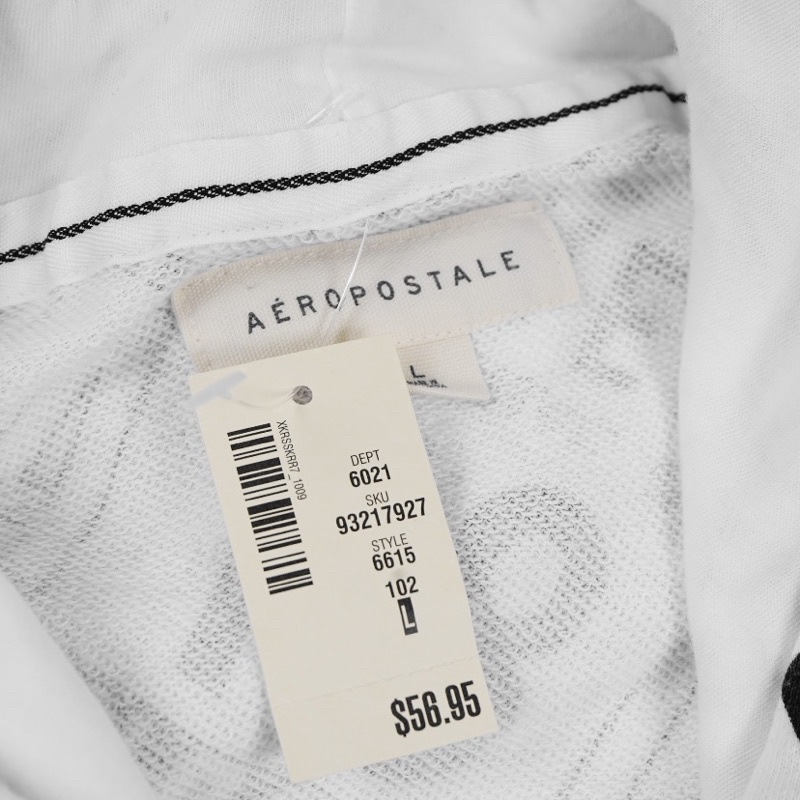 AÉROPOSTALE
L
XKRSSKRR7_1009
DEPT
6021
SKU
93217927
STYLE
6615
102
L
$56.95